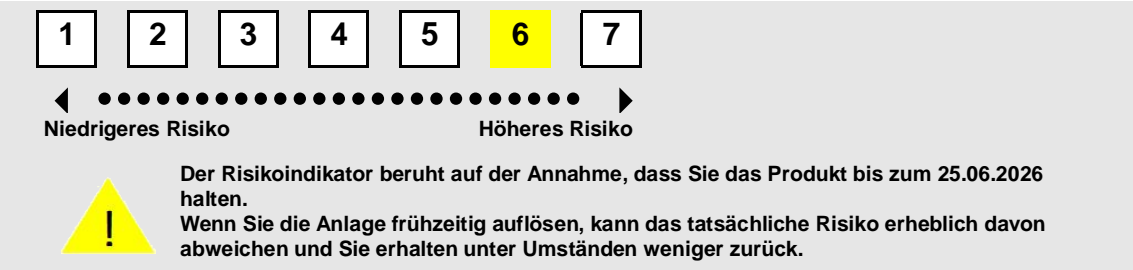 1 2 3 4 5 6 7
Niedrigeres Risiko Höheres Risiko
Der Risikoindikator beruht auf der Annahme, dass Sie das Produkt bis zum 25.06.2026
halten.
Wenn Sie die Anlage frühzeitig auflösen, kann das tatsächliche Risiko erheblich davon
abweichen und Sie erhalten unter Umständen weniger zurück.
!